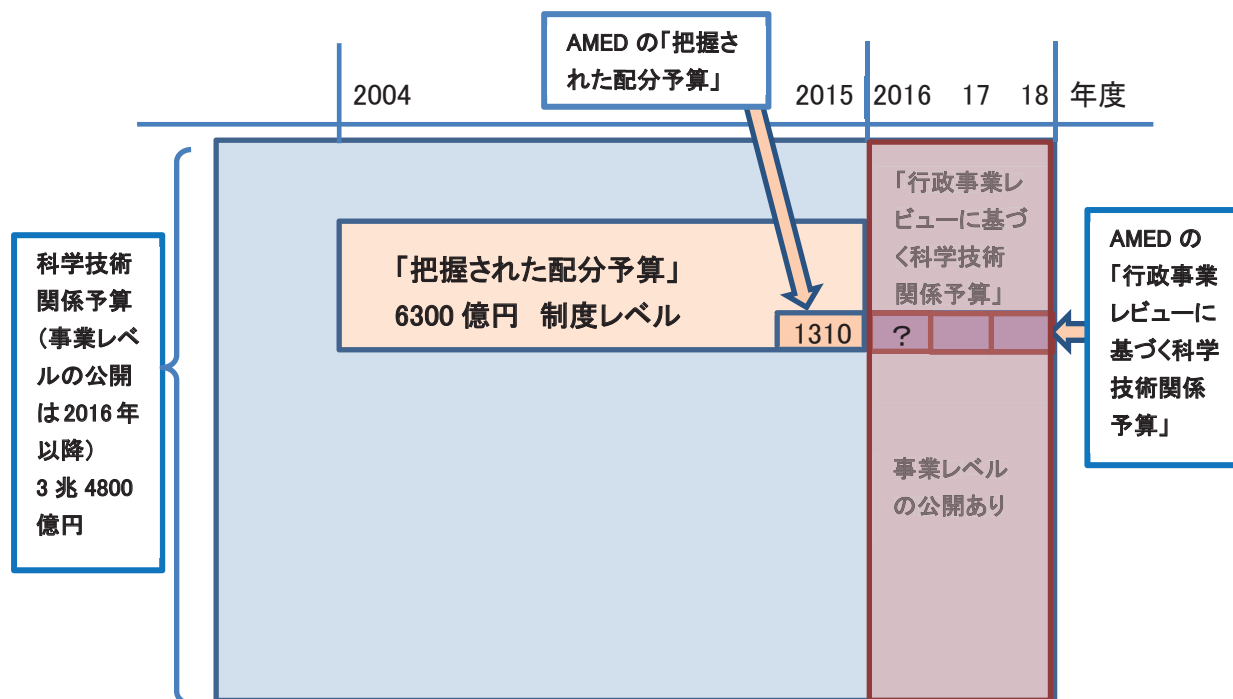 AMED の「把握さ
れた配分予算」
2004
2015
2016
17
18
年度
科学技術
関係予算
（事業レベ
ルの公開
は 2016 年
以降）
3 兆 4800
億円
「把握された配分予算」
6300 億円 制度レベル
1310
?
「行政事業レ
ビューに基づ
く科学技術
関係予算」
事業レベル
の公開あり
AMED の
「行政事業
レビューに
基づく科学
技術関係
予算」